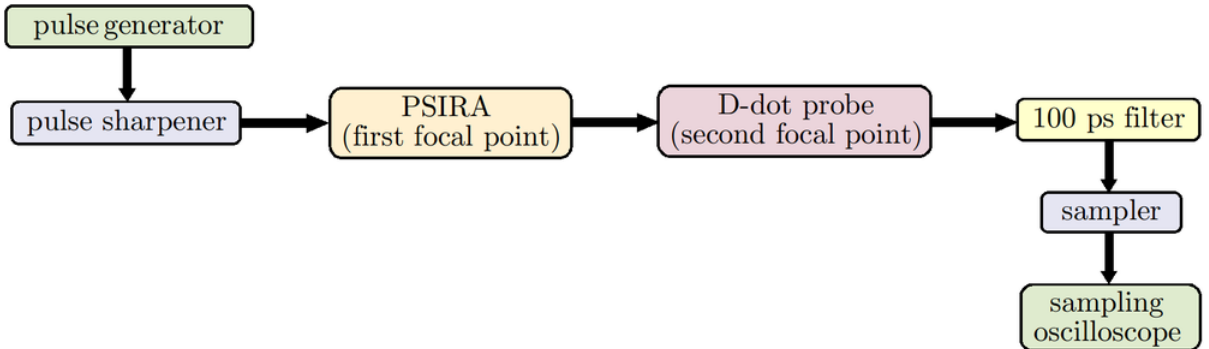 pulse generator
pulse sharpener
PSIRA
(first focal point)
D-dot probe
(second focal point)
100 ps filter
sampler
sampling
oscilloscope